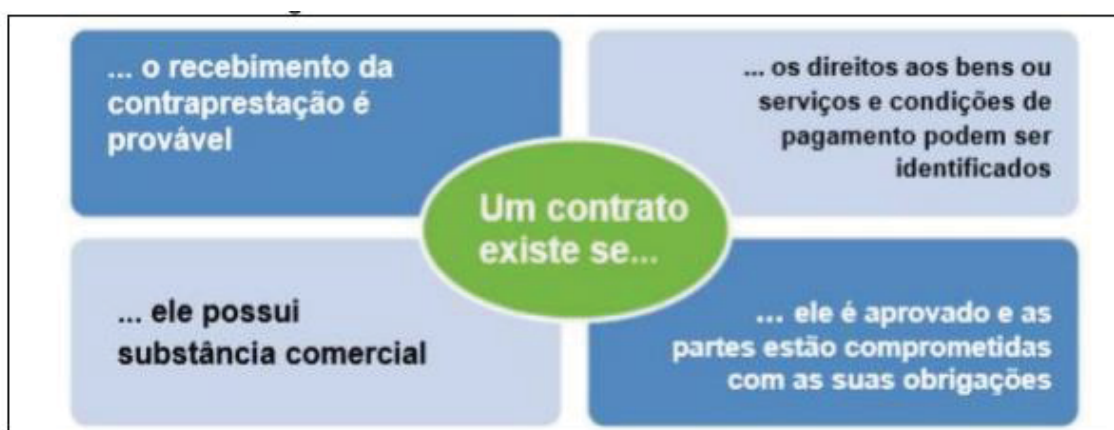 ... o recebimento da
contraprestação é
provável
... os direitos aos bens ou
serviços e condições de
pagamento podem ser
identificados
Um contrato
existe se...
... ele possui
substância comercial
... ele é aprovado e as
partes estão comprometidas
com as suas obrigações